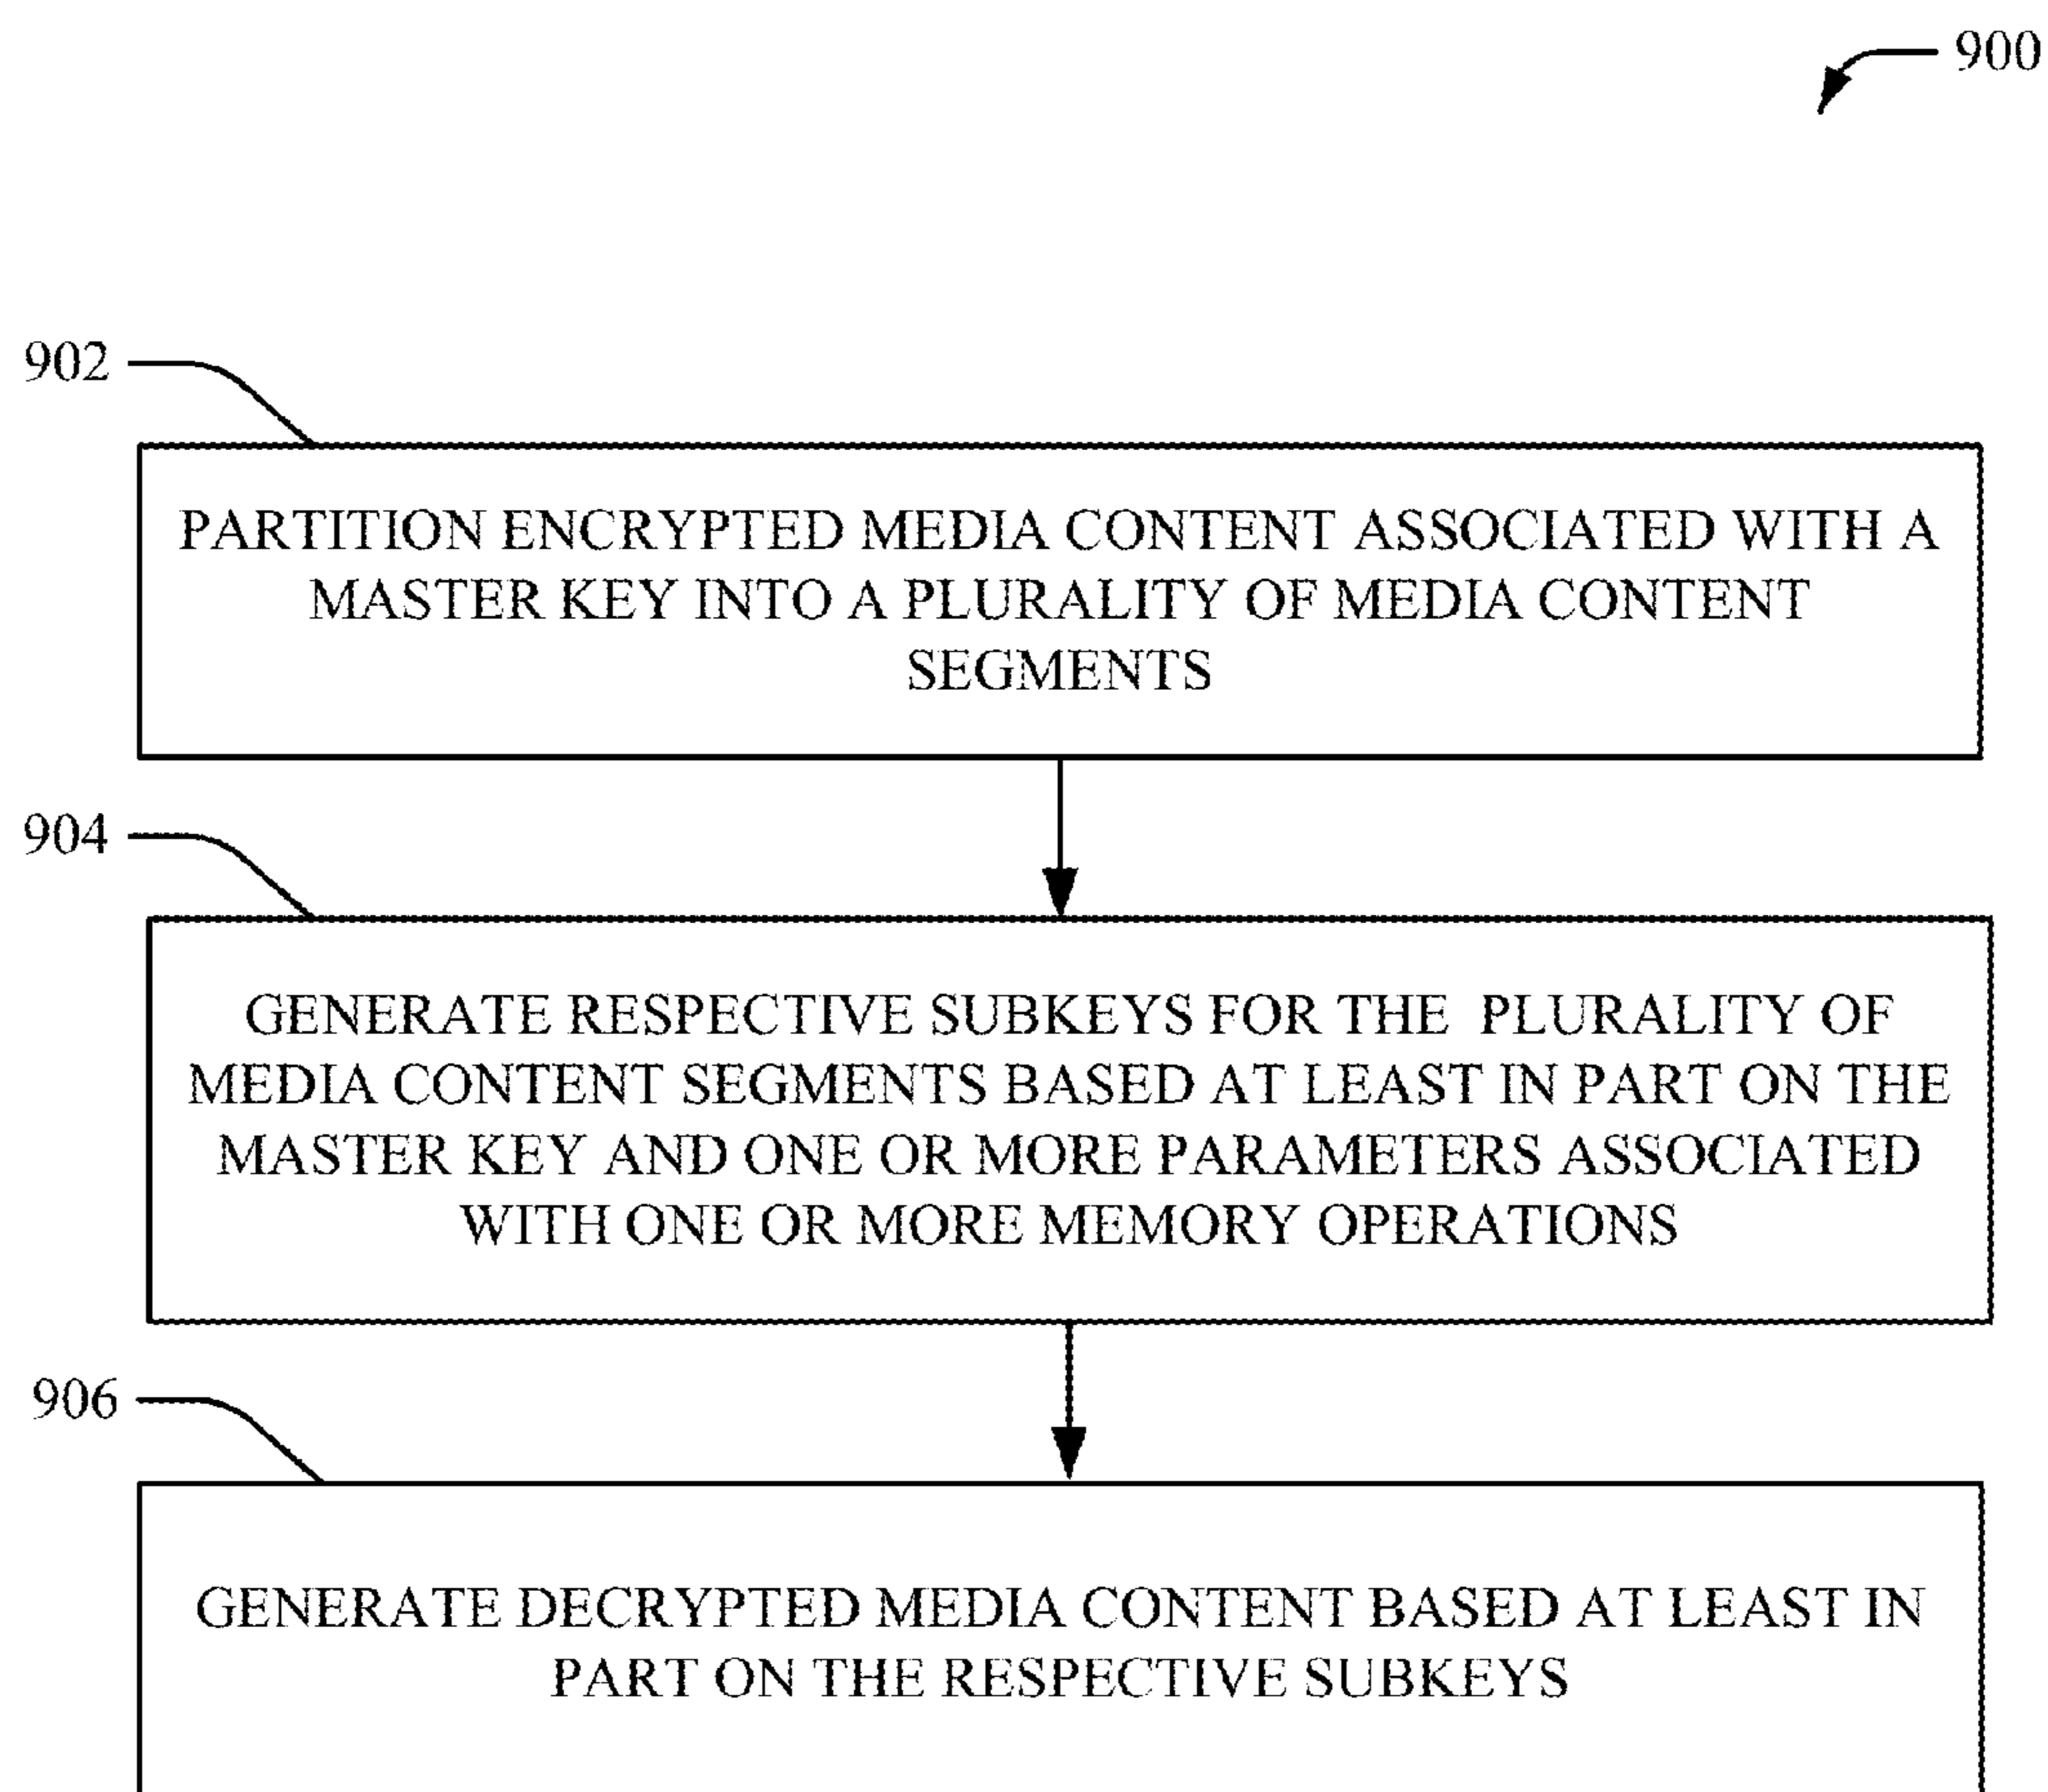 900
902
PARTITION ENCRYPTED MEDIA CONTENT ASSOCIATED WITH A
MASTER KEY INTO A PLURALITY OF MEDIA CONTENT
SEGMENTS
904
GENERATE RESPECTIVE SUBKEYS FOR THE PLURALITY OF
MEDIA CONTENT SEGMENTS BASED AT LEAST IN PART ON THE
MASTER KEY AND ONE OR MORE PARAMETERS ASSOCIATED
WITH ONE OR MORE MEMORY OPERATIONS
906
GENERATE DECRYPTED MEDIA CONTENT BASED AT LEAST IN
PART ON THE RESPECTIVE SUBKEYS